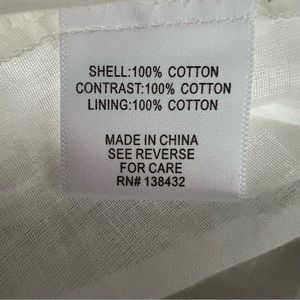 SHELL:100% COTTON
CONTRAST:100% COTTON
LINING:100% COTTON
MADE IN CHINA
SEE REVERSE
FOR CARE
RN# 138432